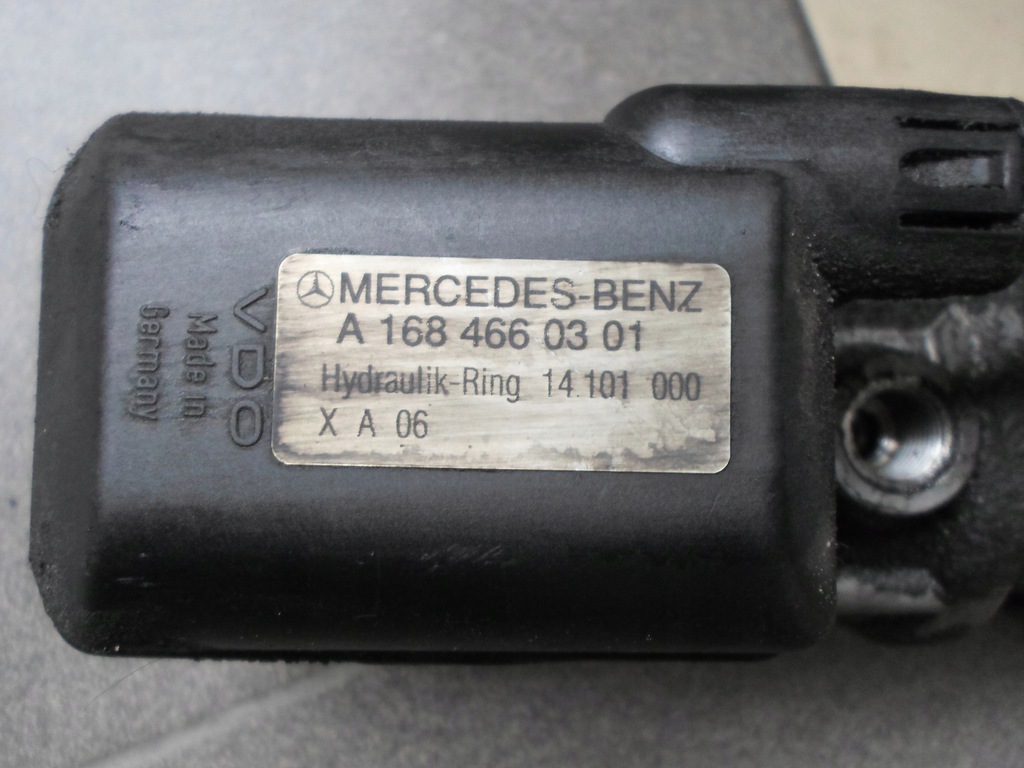 MERCEDES-BENZ
A 168 466 03 01
Hydraulik-Ring 14.101 000
X A 06
VDO
Made in
Germany